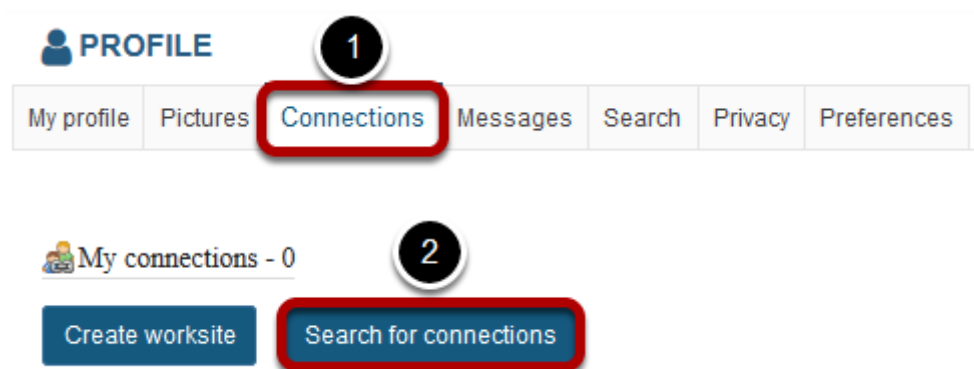 PROFILE
1
My profile Pictures Connections Messages Search Privacy Preferences
My connections - 0
2
Create worksite Search for connections